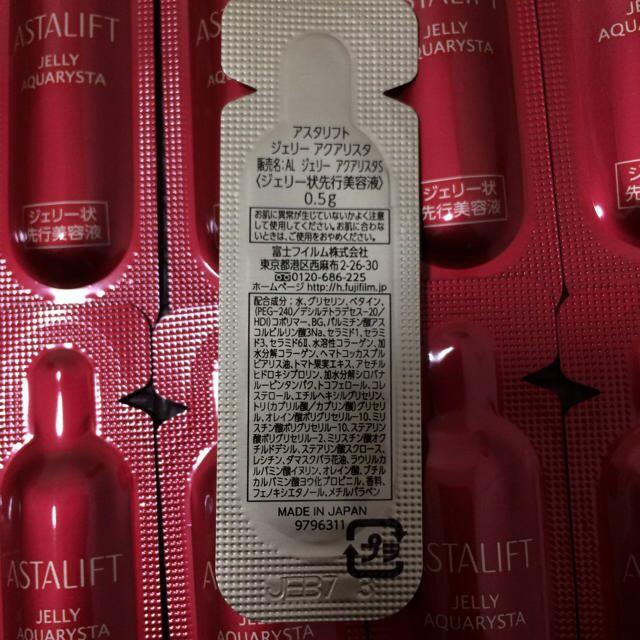 ASTALIFT
JELLY
AQUARYSTA
ジェリー状
先行美容液
アスタリフト
ジェリー アクアリスタ
販売名:AL ジェリー アクアリスタS
〈ジェリー状先行美容液〉
0.5g
お肌に異常が生じていないかよく注意
して使用してください。お肌に合わな
いときは、ご使用をおやめください。
富士フイルム株式会社
東京都港区西麻布2-26-30
0120-686-225
ホームページ http://h.fujifilm.jp
配合成分:水、グリセリン、ベタイン、
(PEG-240/デシルテトラデセス-20/
HDI)コポリマー、BG、パルミチン酸アス
コルビルリン酸3Na、セラミド1、セラミ
ド3、セラミド6Ⅱ、水溶性コラーゲン、加
水分解コラーゲン、ヘマトコッカスプル
ビアリス油、トマト果実エキス、アセチル
ヒドロキシプロリン、加水分解シロバナ
ルーピンタンパク、トコフェロール、コレ
ステロール、エチルヘキシルグリセリン、
トリ(カプリル酸/カプリン酸)グリセリ
ル、オレイン酸ポリグリセリル-10、ミリ
スチン酸ポリグリセリル-10、ステアリン
酸ポリグリセリル-2、ミリスチン酸オク
チルドデシル、ステアリン酸スクロース、
レシチン、ダマスクバラ花油、ラウリルカ
ルバミン酸イヌリン、オレイン酸、ブチル
カルバミン酸ヨウ化プロピニル、香料、
フェノキシエタノール、メチルパラベン
MADE IN JAPAN
9796311
プラ
JEB7 3
ジェリー状
先行美容液
JELLY
AQUARYSTA
ASTALIFT
JELLY
AQUARYSTA
ASTALIFT
JELLY
AQUARYSTA